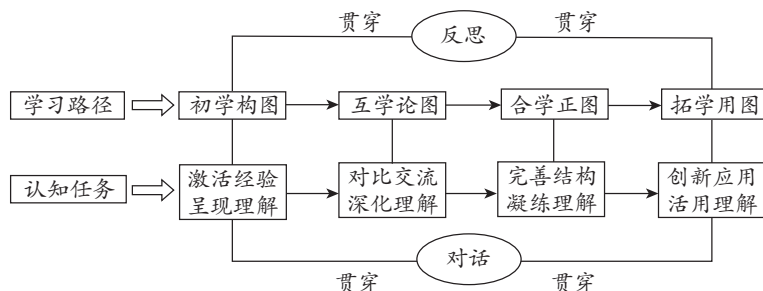 贯穿 反思 贯穿
学习路径 初学构图 互学论图 合学正图 拓学用图
认知任务
激活经验 对比交流 完善结构 创新应用
呈现理解 深化理解 凝练理解 活用理解
对话
贯穿 贯穿